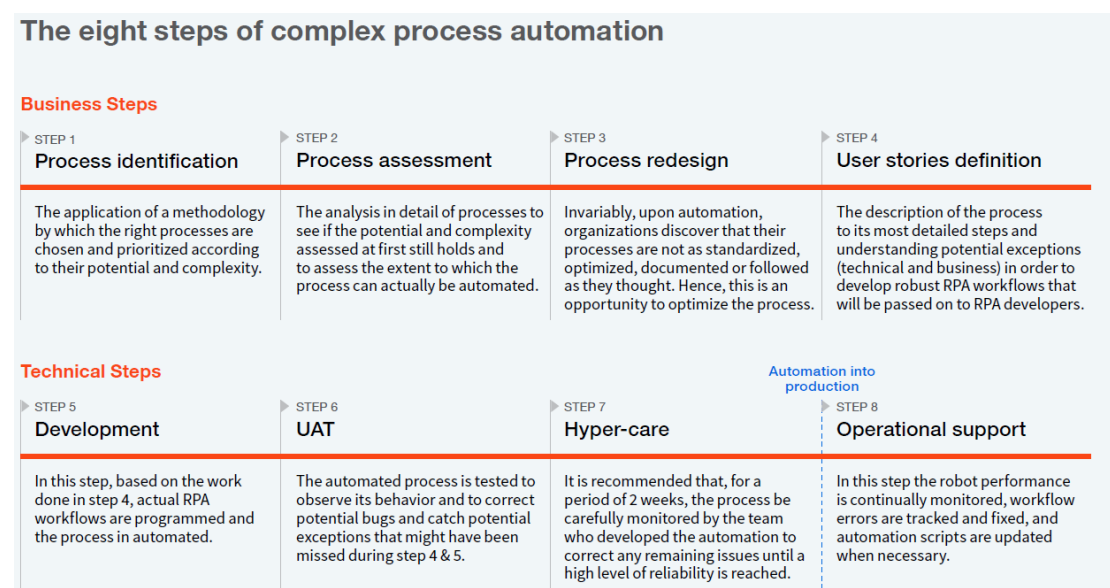 The eight steps of complex process automation
Business Steps
STEP 1
Process identification
The application of a methodology
by which the right processes are
chosen and prioritized according
to their potential and complexity.
STEP 2
Process assessment
The analysis in detail of processes to
see if the potential and complexity
assessed at first still holds and
to assess the extent to which the
process can actually be automated.
STEP 3
Process redesign
Invariably, upon automation,
organizations discover that their
processes are not as standardized,
optimized, documented or followed
as they thought. Hence, this is an
opportunity to optimize the process.
STEP 4
User stories definition
The description of the process
to its most detailed steps and
understanding potential exceptions
(technical and business) in order to
develop robust RPA workflows that
will be passed on to RPA developers.
Technical Steps
STEP 5
Development
In this step, based on the work
done in step 4, actual RPA
workflows are programmed and
the process in automated.
STEP 6
UAT
The automated process is tested to
observe its behavior and to correct
potential bugs and catch potential
exceptions that might have been
missed during step 4 & 5.
STEP 7
Hyper-care
It is recommended that, for a
period of 2 weeks, the process be
carefully monitored by the team
who developed the automation to
correct any remaining issues until a
high level of reliability is reached.
Automation into
production
STEP 8
Operational support
In this step the robot performance
is continually monitored, workflow
errors are tracked and fixed, and
automation scripts are updated
when necessary.